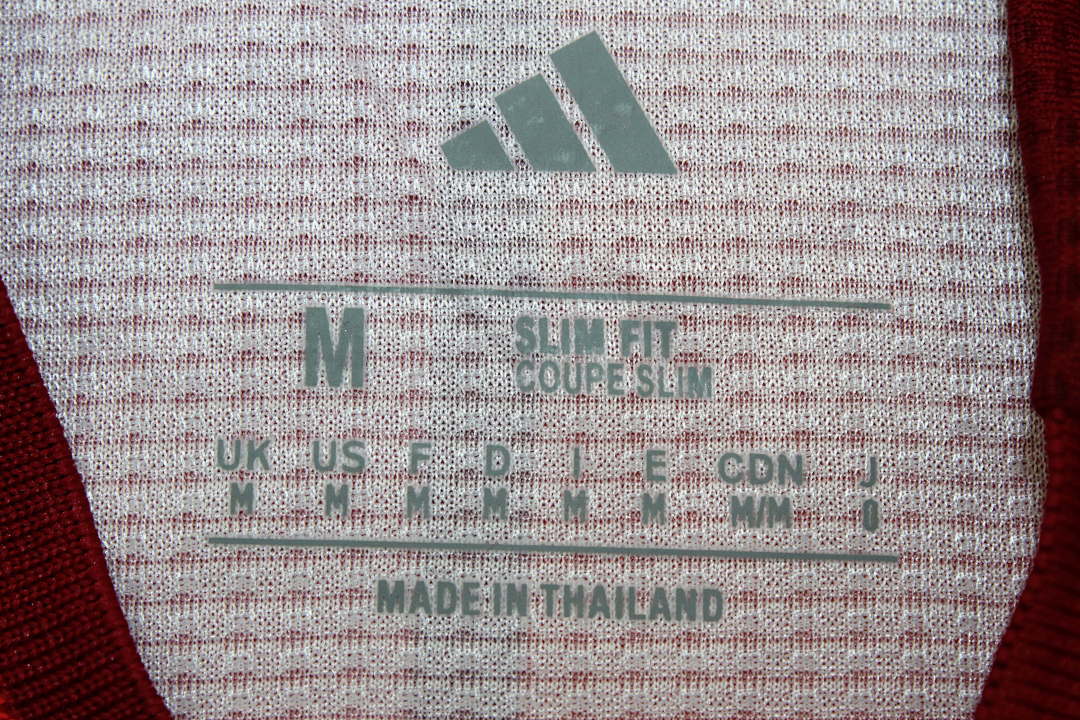 M
SLIM FIT
COUPE SLIM
UK US F D I E CDN J
M M M M M M M/M O
MADE IN THAILAND